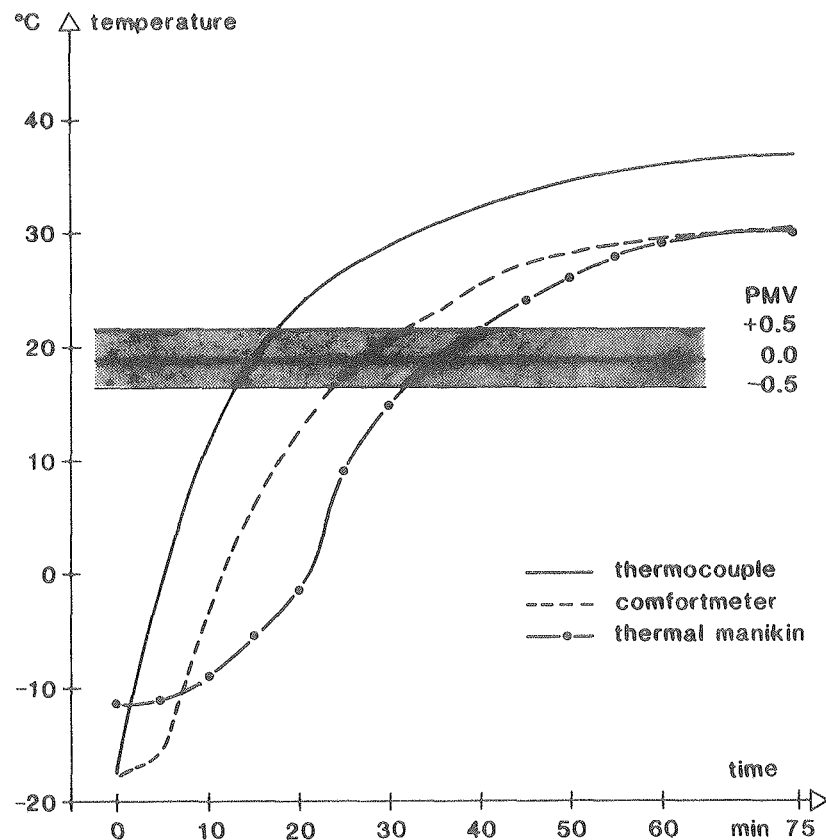 °C temperature
40
30
PMV
+0.5
20
0.0
-0.5
10
0
thermocouple
comfortmeter
thermal manikin
-10
time
-20
0 10 20 30 40 50 60 min 75